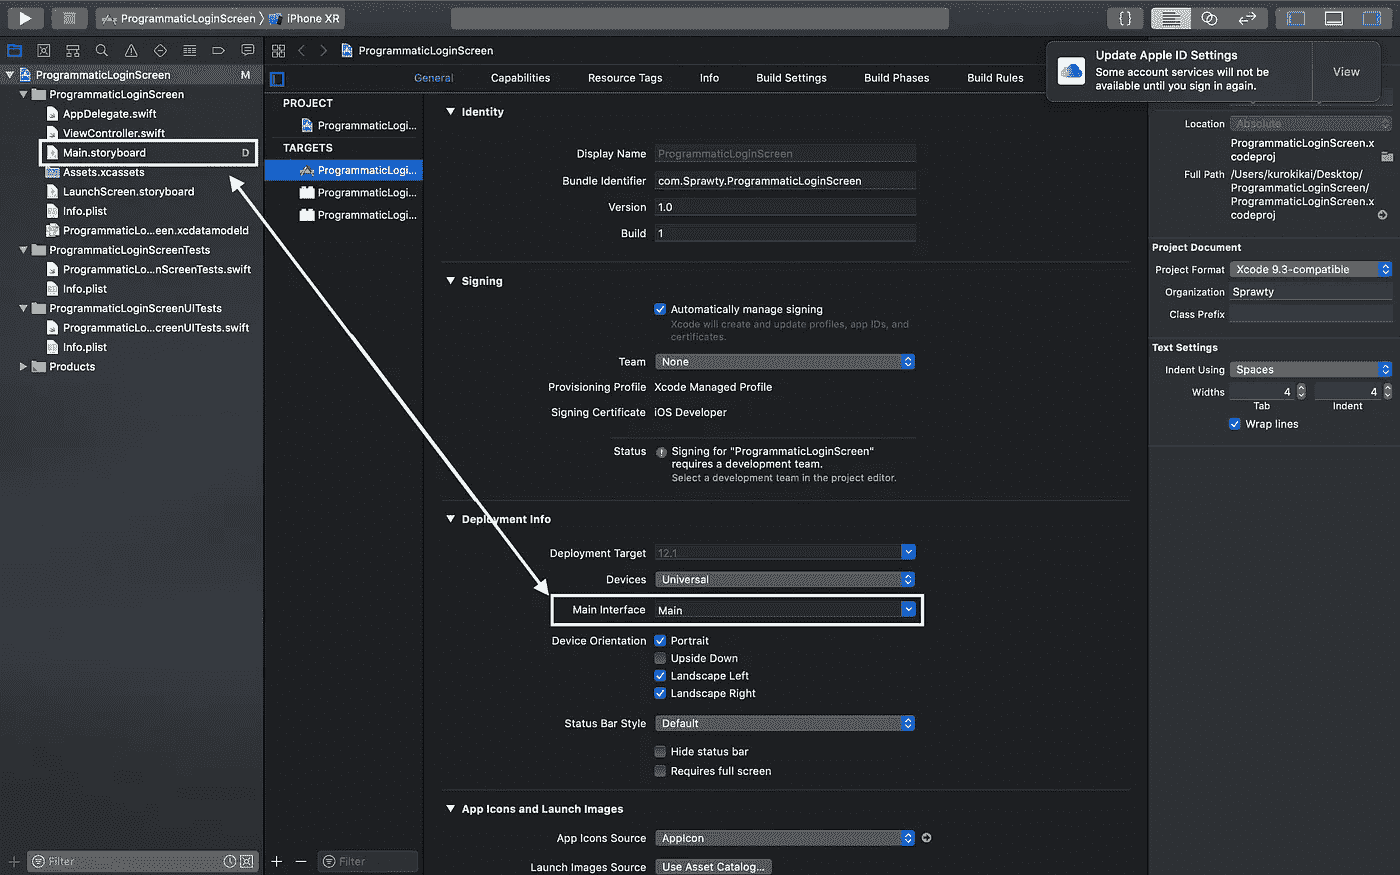 ProgrammaticLoginScreen
iPhone XR
{}
ProgrammaticLoginScreen
Update Apple ID Settings
Some account services will not be
available until you sign in again.
View
ProgrammaticLoginScreen
M
ProgrammaticLoginScreen
AppDelegate.swift
ViewController.swift
Main.storyboard
D
Assets.xcassets
LaunchScreen.storyboard
Info.plist
ProgrammaticLo...een.xcdatamodeld
ProgrammaticLoginScreenTests
ProgrammaticLo...nScreenTests.swift
Info.plist
ProgrammaticLoginScreenUITests
ProgrammaticLo...creenUITests.swift
Info.plist
Products
Filter
General
Capabilities
Resource Tags
Info
Build Settings
Build Phases
Build Rules
PROJECT
ProgrammaticLogi...
TARGETS
ProgrammaticLogi...
ProgrammaticLogi...
ProgrammaticLogi...
Filter
Identity
Display Name ProgrammaticLoginScreen
Bundle Identifier com.Sprawty.ProgrammaticLoginScreen
Version 1.0
Build 1
Signing
Automatically manage signing
Xcode will create and update profiles, app IDs, and
certificates.
Team None
Provisioning Profile Xcode Managed Profile
Signing Certificate iOS Developer
Status Signing for "ProgrammaticLoginScreen"
requires a development team.
Select a development team in the project editor.
Deployment Info
Deployment Target 12.1
Devices Universal
Main Interface Main
Device Orientation Portrait
Upside Down
Landscape Left
Landscape Right
Status Bar Style Default
Hide status bar
Requires full screen
App Icons and Launch Images
App Icons Source AppIcon
Launch Images Source Use Asset Catalog...
Location Absolute
ProgrammaticLoginScreen.x
codeproj
Full Path /Users/kurokikai/Desktop/
ProgrammaticLoginScreen/
ProgrammaticLoginScreen.x
codeproj
Project Document
Project Format Xcode 9.3-compatible
Organization Sprawty
Class Prefix
Text Settings
Indent Using Spaces
Widths 4 4
Tab Indent
Wrap lines